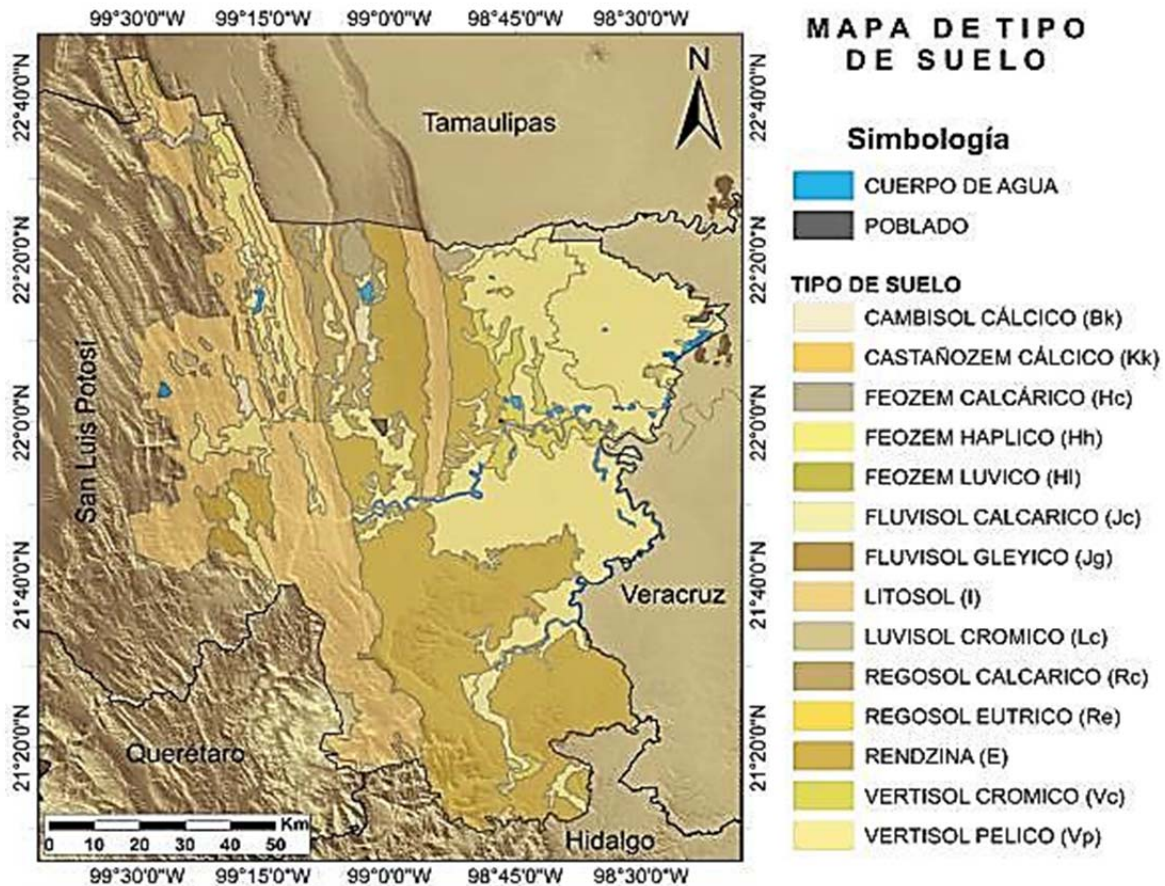 99°30'0"W 99°15'0"W 99°0'0"W 98°45'0"W 98°30'0"W
22°40'0"N
22°20'0"N
22°0'0"N
21°40'0"N
21°20'0"N
N
Tamaulipas
San Luis Potosí
Veracruz
Querétaro
Hidalgo
Km
0 10 20 30 40 50
22°40'0"N
22°20'0"N
22°0'0"N
21°40'0"N
21°20'0"N
99°30'0"W 99°15'0"W 99°0'0"W 98°45'0"W 98°30'0"W
MAPA DE TIPO
DE SUELO
Simbología
CUERPO DE AGUA
POBLADO
TIPO DE SUELO
CAMBISOL CÁLCICO (Bk)
CASTAÑOZEM CÁLCICO (Kk)
FEOZEM CALCÁRICO (Hc)
FEOZEM HAPLICO (Hh)
FEOZEM LUVICO (Hl)
FLUVISOL CALCARICO (Jc)
FLUVISOL GLEYICO (Jg)
LITOSOL (I)
LUVISOL CROMICO (Lc)
REGOSOL CALCARICO (Rc)
REGOSOL EUTRICO (Re)
RENDZINA (E)
VERTISOL CROMICO (Vc)
VERTISOL PELICO (Vp)